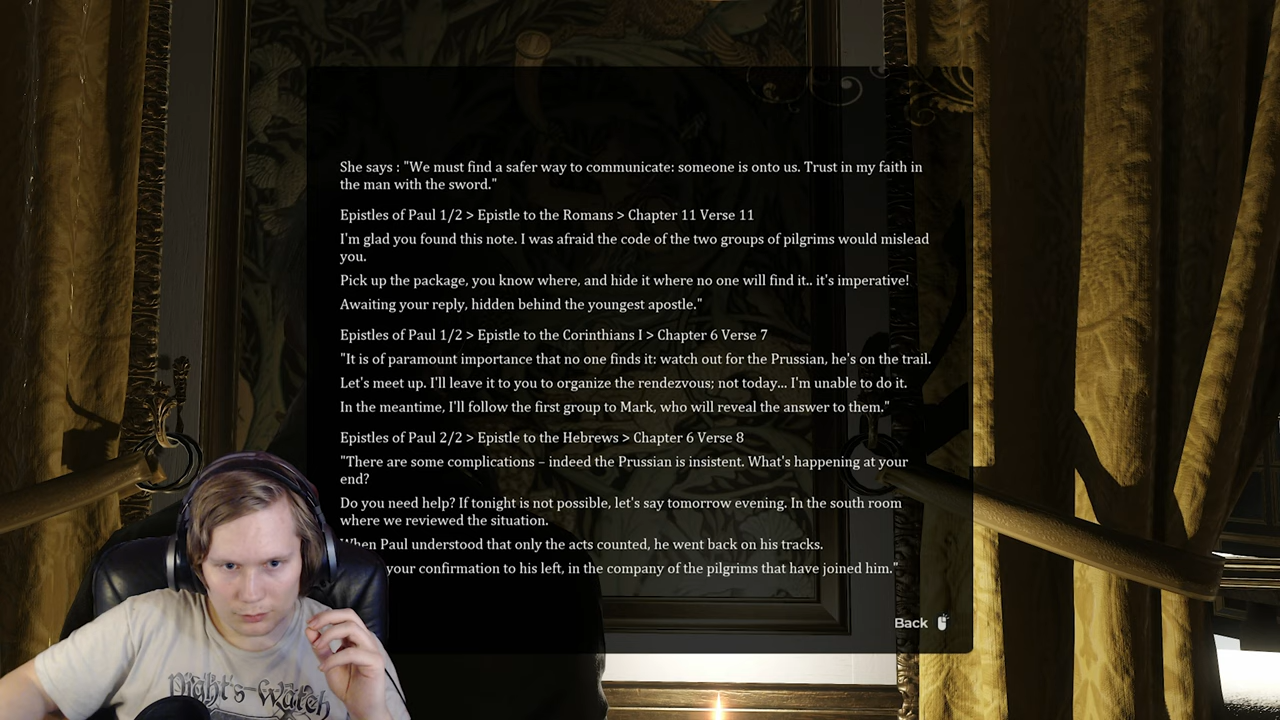 She says : "We must find a safer way to communicate: someone is onto us. Trust in my faith in
the man with the sword."
Epistles of Paul 1/2 > Epistle to the Romans > Chapter 11 Verse 11
I'm glad you found this note. I was afraid the code of the two groups of pilgrims would mislead
you.
Pick up the package, you know where, and hide it where no one will find it.. it's imperative!
Awaiting your reply, hidden behind the youngest apostle."
Epistles of Paul 1/2 > Epistle to the Corinthians I > Chapter 6 Verse 7
"It is of paramount importance that no one finds it: watch out for the Prussian, he's on the trail.
Let's meet up. I'll leave it to you to organize the rendezvous; not today... I'm unable to do it.
In the meantime, I'll follow the first group to Mark, who will reveal the answer to them."
Epistles of Paul 2/2 > Epistle to the Hebrews > Chapter 6 Verse 8
"There are some complications – indeed the Prussian is insistent. What's happening at your
end?
Do you need help? If tonight is not possible, let's say tomorrow evening. In the south room
where we reviewed the situation.
When Paul understood that only the acts counted, he went back on his tracks.
your confirmation to his left, in the company of the pilgrims that have joined him."
Back
Night's Watch